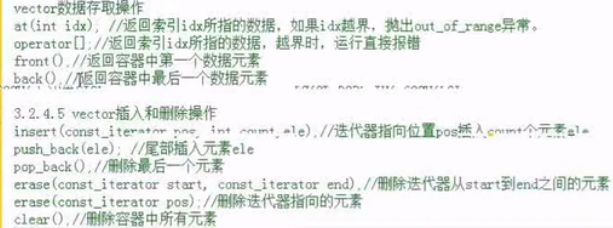 vector数据存取操作
at(int idx); //返回索引idx所指的数据，如果idx越界，抛出out_of_range异常。
operator[];//返回索引idx所指的数据，越界时，运行直接报错
front();//返回容器中第一个数据元素
back();//返回容器中最后一个数据元素
3.2.4.5 vector插入和删除操作
insert(const_iterator pos, int count,ele);//迭代器指向位置pos插入count个元素ele
push_back(ele); //尾部插入元素ele
pop_back();//删除最后一个元素
erase(const_iterator start, const_iterator end);//删除迭代器从start到end之间的元素
erase(const_iterator pos);//删除迭代器指向的元素
clear();//删除容器中所有元素